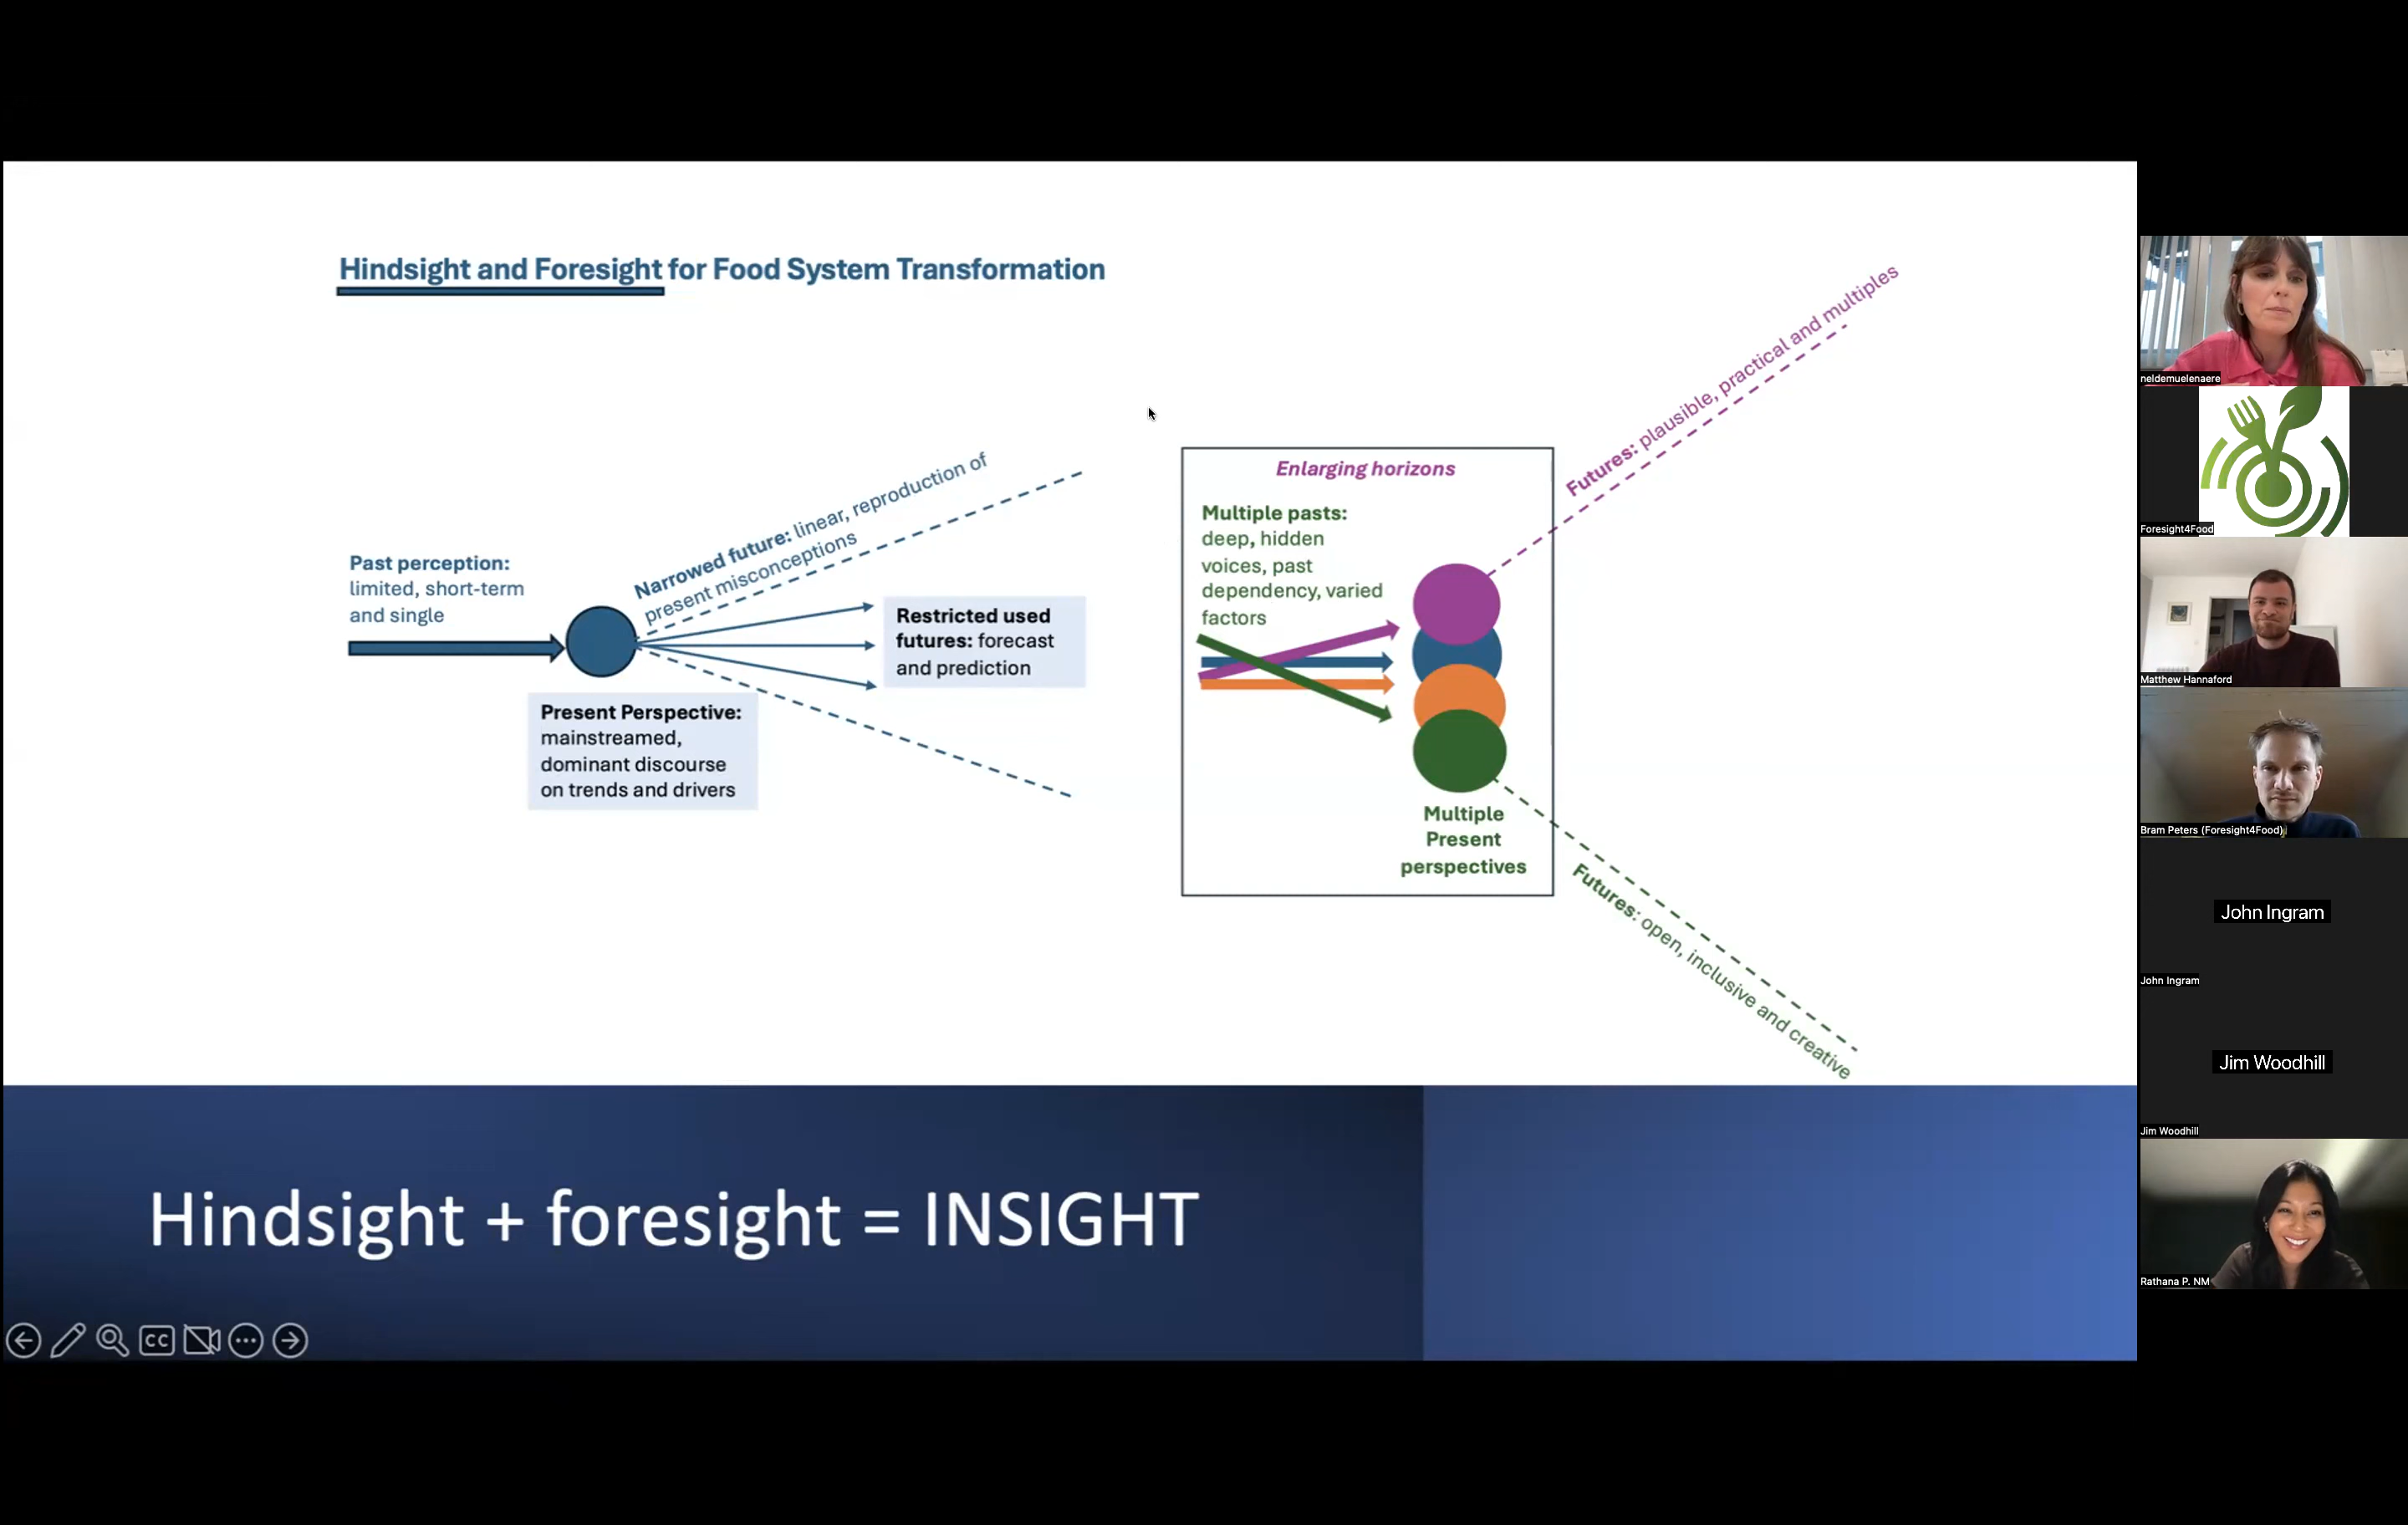 Hindsight and Foresight for Food System Transformation
Past perception:
limited, short-term
and single
Narrowed future: linear, reproduction of
present misconceptions
Restricted used
futures: forecast
and prediction
Present Perspective:
mainstreamed,
dominant discourse
on trends and drivers
Enlarging horizons
Multiple pasts:
deep, hidden
voices, past
dependency, varied
factors
Multiple
Present
perspectives
Futures: plausible, practical and multiples
Futures: open, inclusive and creative
Hindsight + foresight = INSIGHT
CC
neldemuelenaere
Foresight4Food
Matthew Hannaford
Bram Peters (Foresight4Food)
John Ingram
John Ingram
Jim Woodhill
Jim Woodhill
Rathana P. NM